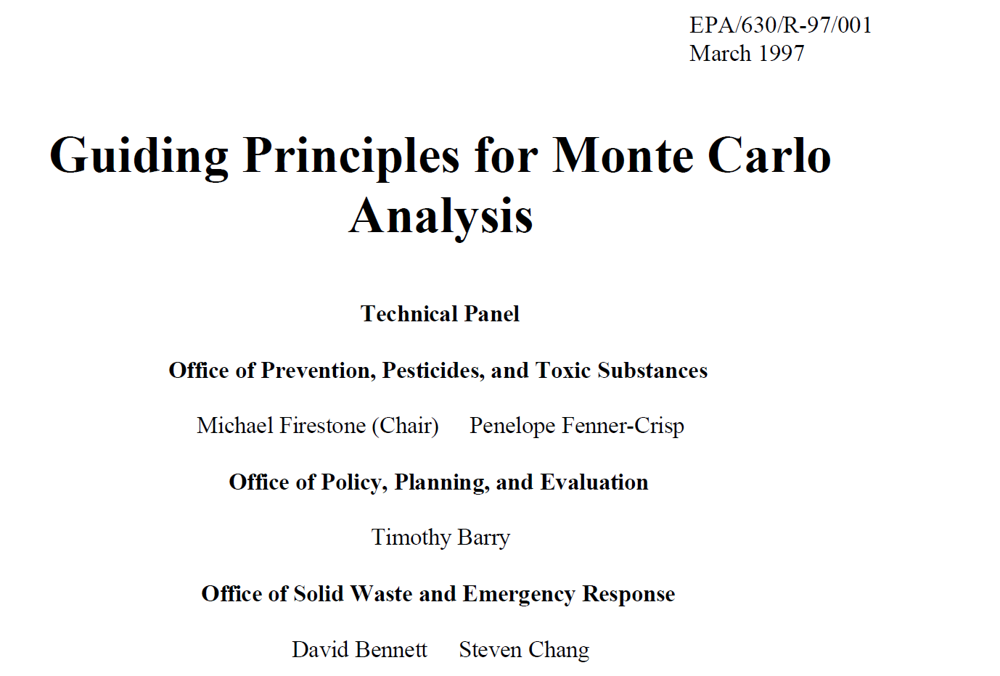 EPA/630/R-97/001
March 1997
Guiding Principles for Monte Carlo
Analysis
Technical Panel
Office of Prevention, Pesticides, and Toxic Substances
Michael Firestone (Chair) Penelope Fenner-Crisp
Office of Policy, Planning, and Evaluation
Timothy Barry
Office of Solid Waste and Emergency Response
David Bennett Steven Chang